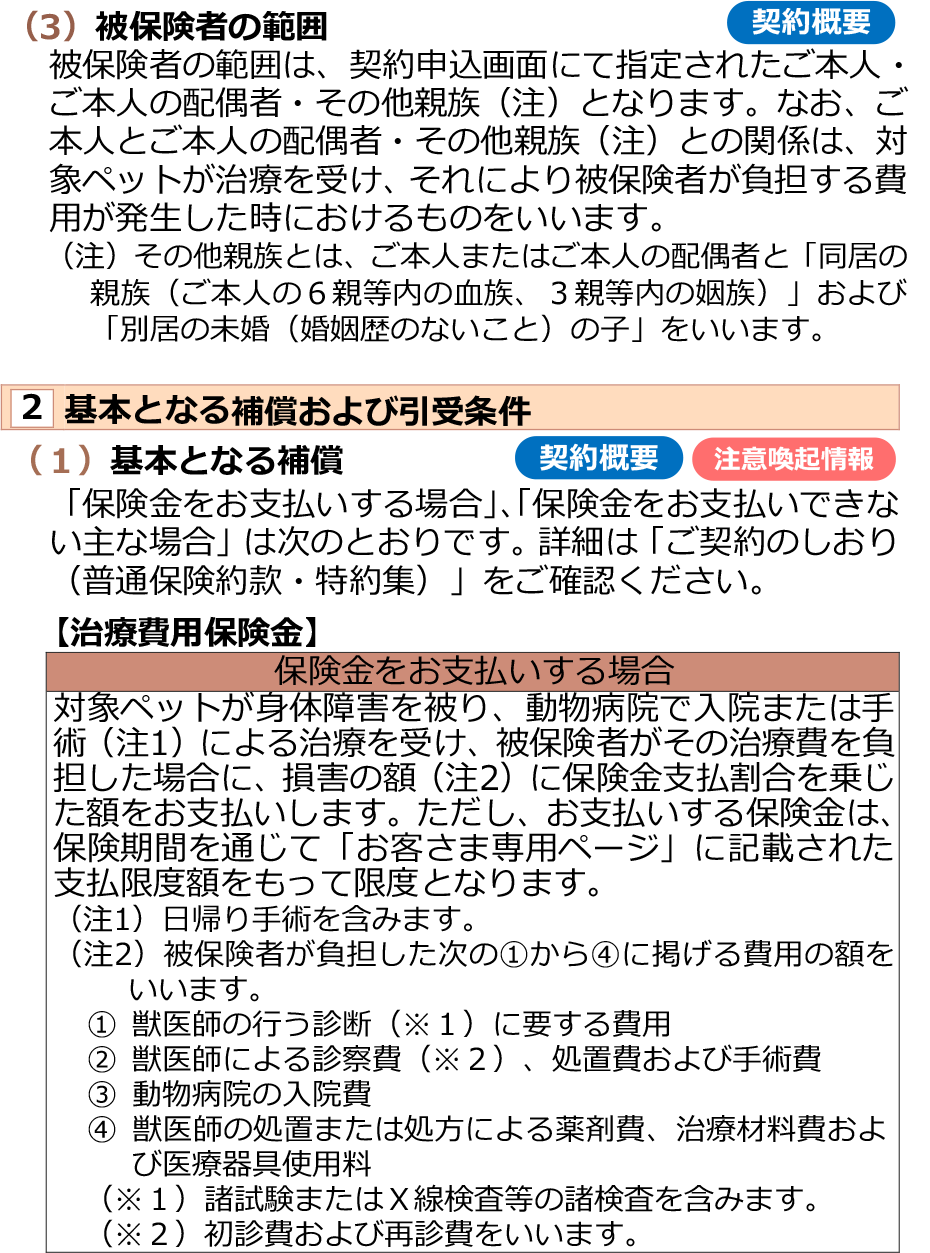 （3）被保険者の範囲 契約概要
被保険者の範囲は、契約申込画面にて指定されたご本人・
ご本人の配偶者・その他親族（注）となります。なお、ご
本人とご本人の配偶者・その他親族（注）との関係は、対
象ペットが治療を受け、それにより被保険者が負担する費
用が発生した時におけるものをいいます。
（注）その他親族とは、ご本人またはご本人の配偶者と「同居の
親族（ご本人の６親等内の血族、３親等内の姻族）」および
「別居の未婚（婚姻歴のないこと）の子」をいいます。
2 基本となる補償および引受条件
（１）基本となる補償 契約概要 注意喚起情報
「保険金をお支払いする場合」、「保険金をお支払いできな
い主な場合」は次のとおりです。詳細は「ご契約のしおり
（普通保険約款・特約集）」をご確認ください。
【治療費用保険金】
保険金をお支払いする場合
対象ペットが身体障害を被り、動物病院で入院または手
術（注1）による治療を受け、被保険者がその治療費を負
担した場合に、損害の額（注2）に保険金支払割合を乗じ
た額をお支払いします。ただし、お支払いする保険金は、
保険期間を通じて「お客さま専用ページ」に記載された
支払限度額をもって限度となります。
（注1）日帰り手術を含みます。
（注2）被保険者が負担した次の①から④に掲げる費用の額を
いいます。
① 獣医師の行う診断（※１）に要する費用
② 獣医師による診察費（※２）、処置費および手術費
③ 動物病院の入院費
④ 獣医師の処置または処方による薬剤費、治療材料費およ
び医療器具使用料
（※１）諸試験またはＸ線検査等の諸検査を含みます。
（※２）初診費および再診費をいいます。